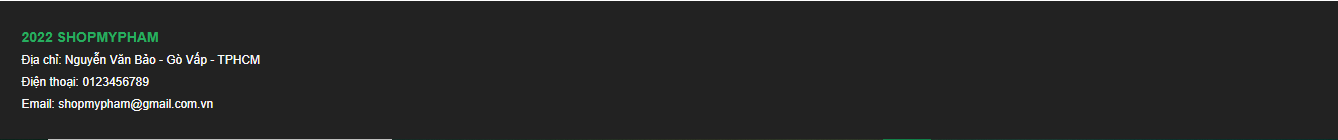 2022 SHOPMYPHAM
Địa chỉ: Nguyễn Văn Bảo - Gò Vấp - TPHCM
Điện thoại: 0123456789
Email: shopmypham@gmail.com.vn